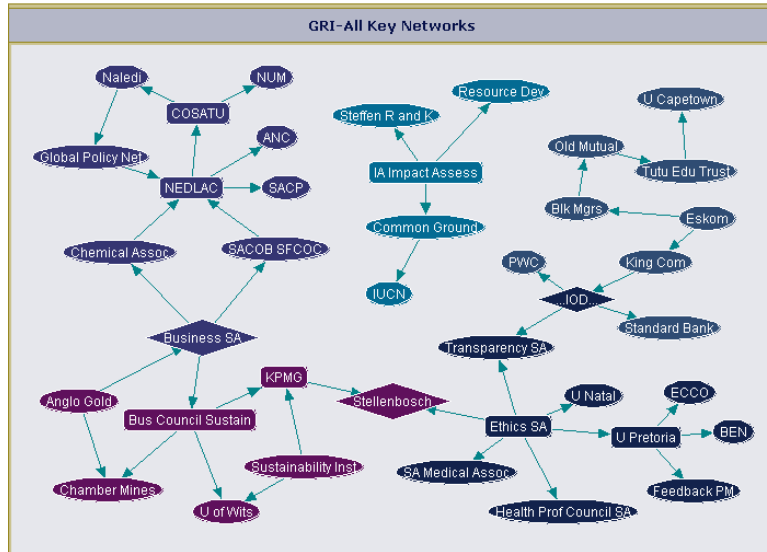 GRI-All Key Networks
Naledi
NUM
COSATU
Resource Dev
Steffen R and K
U Capetown
ANC
Global Policy Net
Old Mutual
Tutu Edu Trust
IA Impact Assess
NEDLAC
SACP
Blk Mgrs
Eskom
Common Ground
Chemical Assoc
SACOB SFCOC
PWC
King Com
IUCN
...IOD...
Standard Bank
Business SA
Transparency SA
KPMG
Anglo Gold
Stellenbosch
U Natal
ECCO
Bus Council Sustain
Ethics SA
U Pretoria
BEN
Sustainability Inst
SA Medical Assoc
Chamber Mines
Feedback PM
U of Wits
Health Prof Council SA